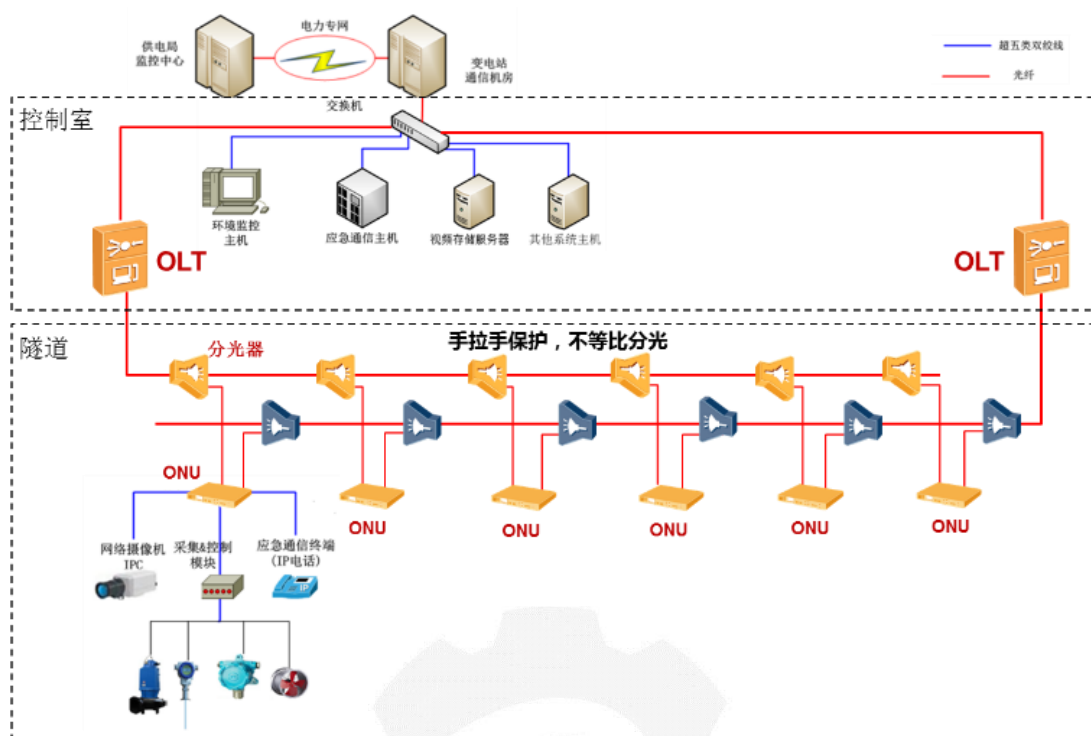 电力专网
供电局
监控中心
变电站
通信机房
超五类双绞线
光纤
控制室
交换机
环境监控
主机
应急通信主机
视频存储服务器
其他系统主机
OLT
OLT
隧道
手拉手保护，不等比分光
分光器
ONU
ONU
ONU
ONU
ONU
ONU
网络摄像机
IPC
采集&控制
模块
应急通信终端
(IP电话)
IP